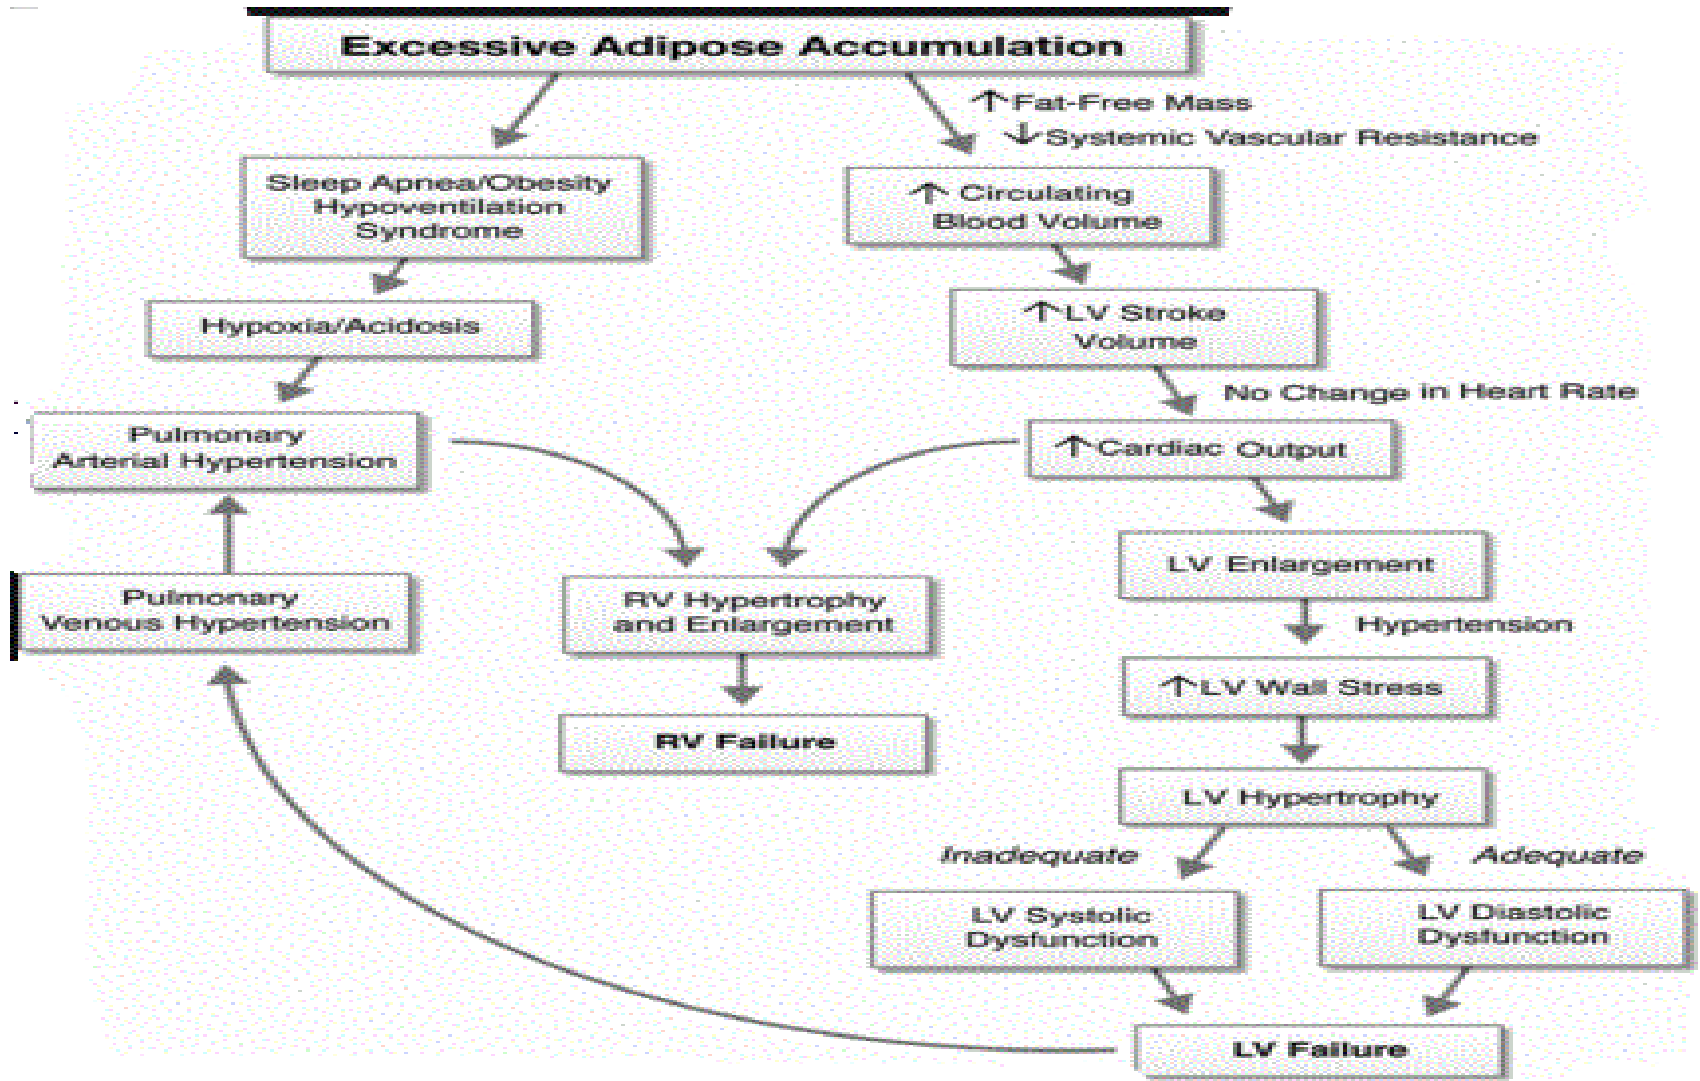 Excessive Adipose Accumulation
↑Fat-Free Mass
↓Systemic Vascular Resistance
Sleep Apnea/Obesity
Hypoventilation
Syndrome
↑ Circulating
Blood Volume
Hypoxia/Acidosis
↑LV Stroke
Volume
No Change in Heart Rate
Pulmonary
Arterial Hypertension
↑Cardiac Output
LV Enlargement
Hypertension
Pulmonary
Venous Hypertension
RV Hypertrophy
and Enlargement
↑LV Wall Stress
RV Failure
LV Hypertrophy
Inadequate
Adequate
LV Systolic
Dysfunction
LV Diastolic
Dysfunction
LV Failure